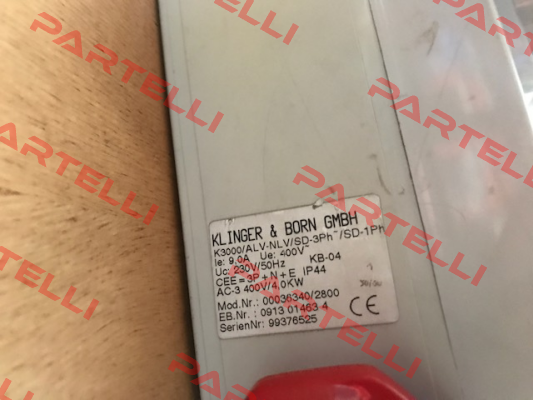 PARTELLI
PARTELLI
PARTELLI
PARTELLI
PARTELLI
PARTELLI
KLINGER & BORN GMBH
K3000/ALV-NLV/SD-3Ph~/SD-1Ph
Ie: 9,0A Ue: 400V~
Uc: 230V/50Hz KB-04
CEE = 3P + N + E IP44
AC-3 400V/4,0KW
Mod.Nr.: 00036340/2800
EB.Nr. : 0913 01463 4
SerienNr: 99376525
CE